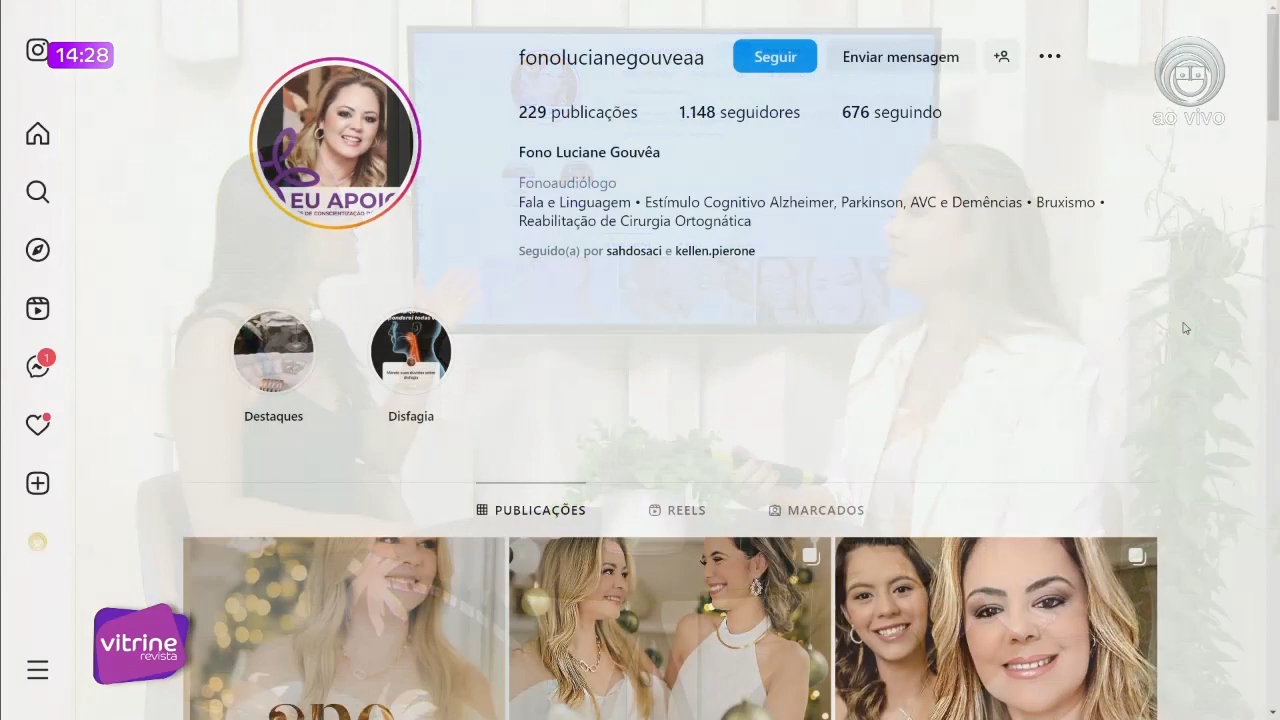 14:28
fonolucianegouveaa
Seguir
Enviar mensagem
ao vivo
229 publicações
1.148 seguidores
676 seguindo
Fono Luciane Gouvêa
EU APOIO
Fonoaudiólogo
Fala e Linguagem • Estímulo Cognitivo Alzheimer, Parkinson, AVC e Demências • Bruxismo •
Reabilitação de Cirurgia Ortognática
Seguido(a) por sahdosaci e kellen.pierone
1
Destaques
Disfagia
PUBLICAÇÕES
REELS
MARCADOS
vitrine
revista